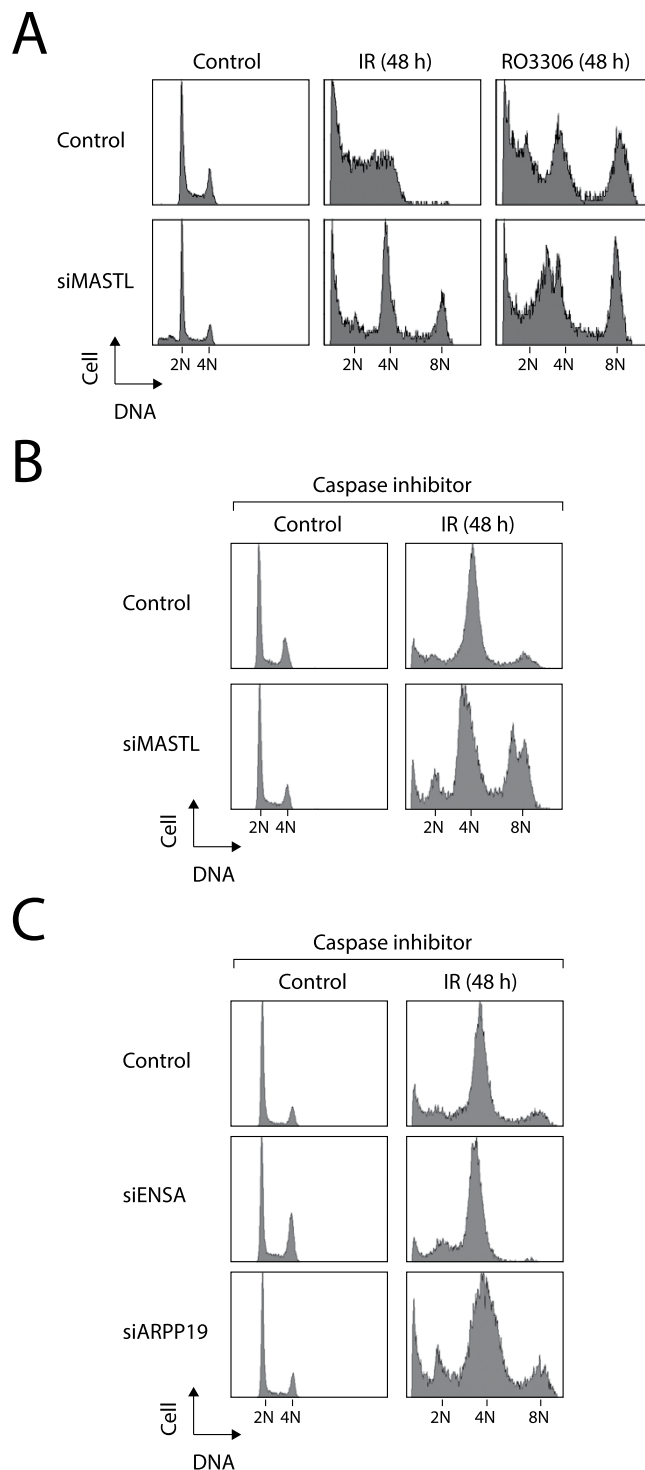 A
Control IR (48 h) RO3306 (48 h)
Control
siMASTL
Cell
2N 4N 2N 4N 8N 2N 4N 8N
DNA
B
Caspase inhibitor
Control IR (48 h)
Control
siMASTL
Cell
2N 4N 2N 4N 8N
DNA
C
Caspase inhibitor
Control IR (48 h)
Control
siENSA
siARPP19
Cell
2N 4N 2N 4N 8N
DNA